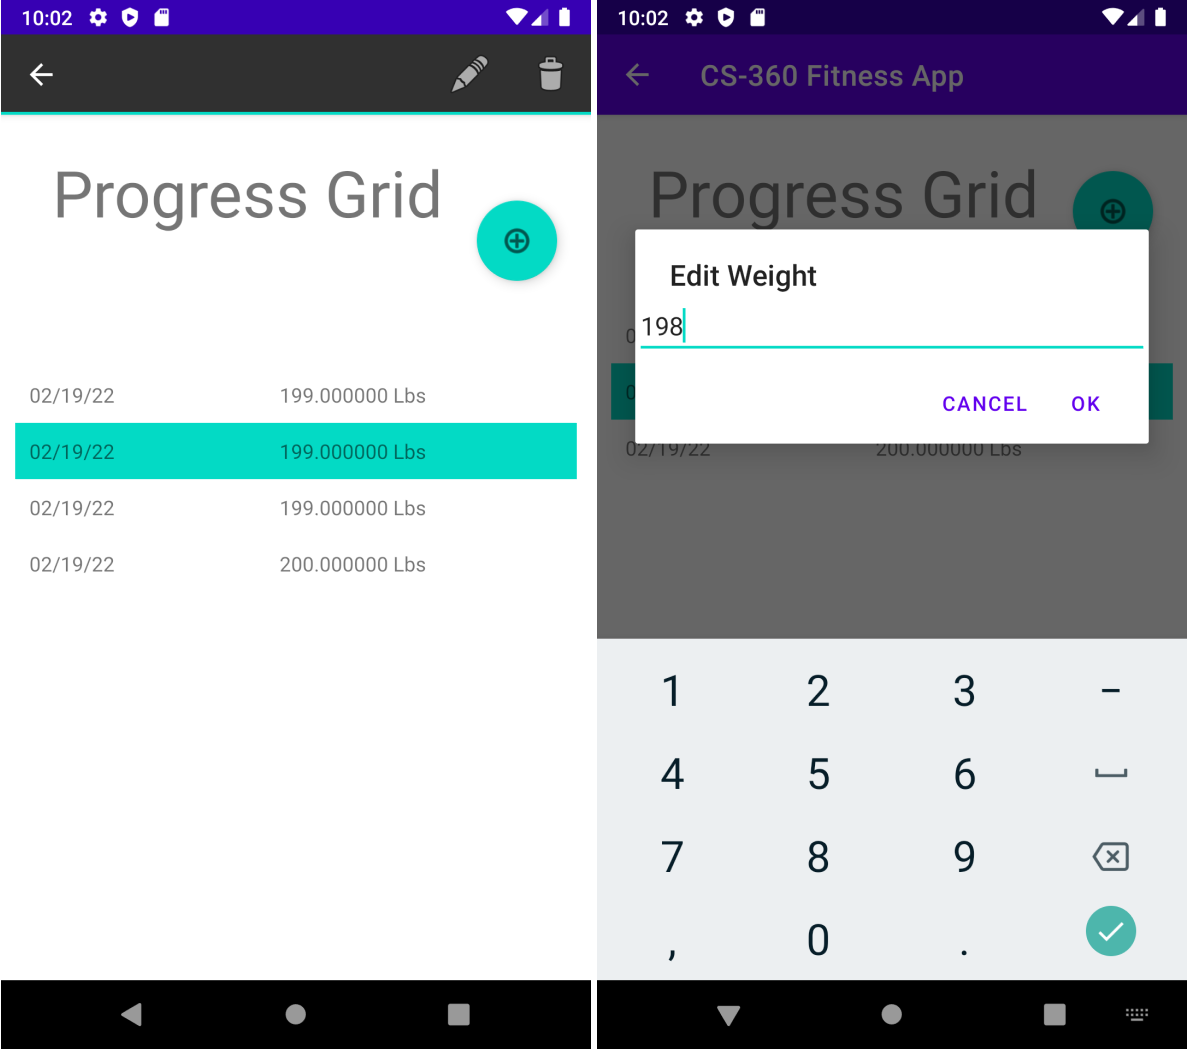 10:02
Progress Grid
02/19/22 199.000000 Lbs
02/19/22 199.000000 Lbs
02/19/22 199.000000 Lbs
02/19/22 200.000000 Lbs
10:02
CS-360 Fitness App
Progress Grid
Edit Weight
0
198
0
CANCEL OK
02/19/22 200.000000 Lbs
1 2 3 -
4 5 6
7 8 9
, 0 .